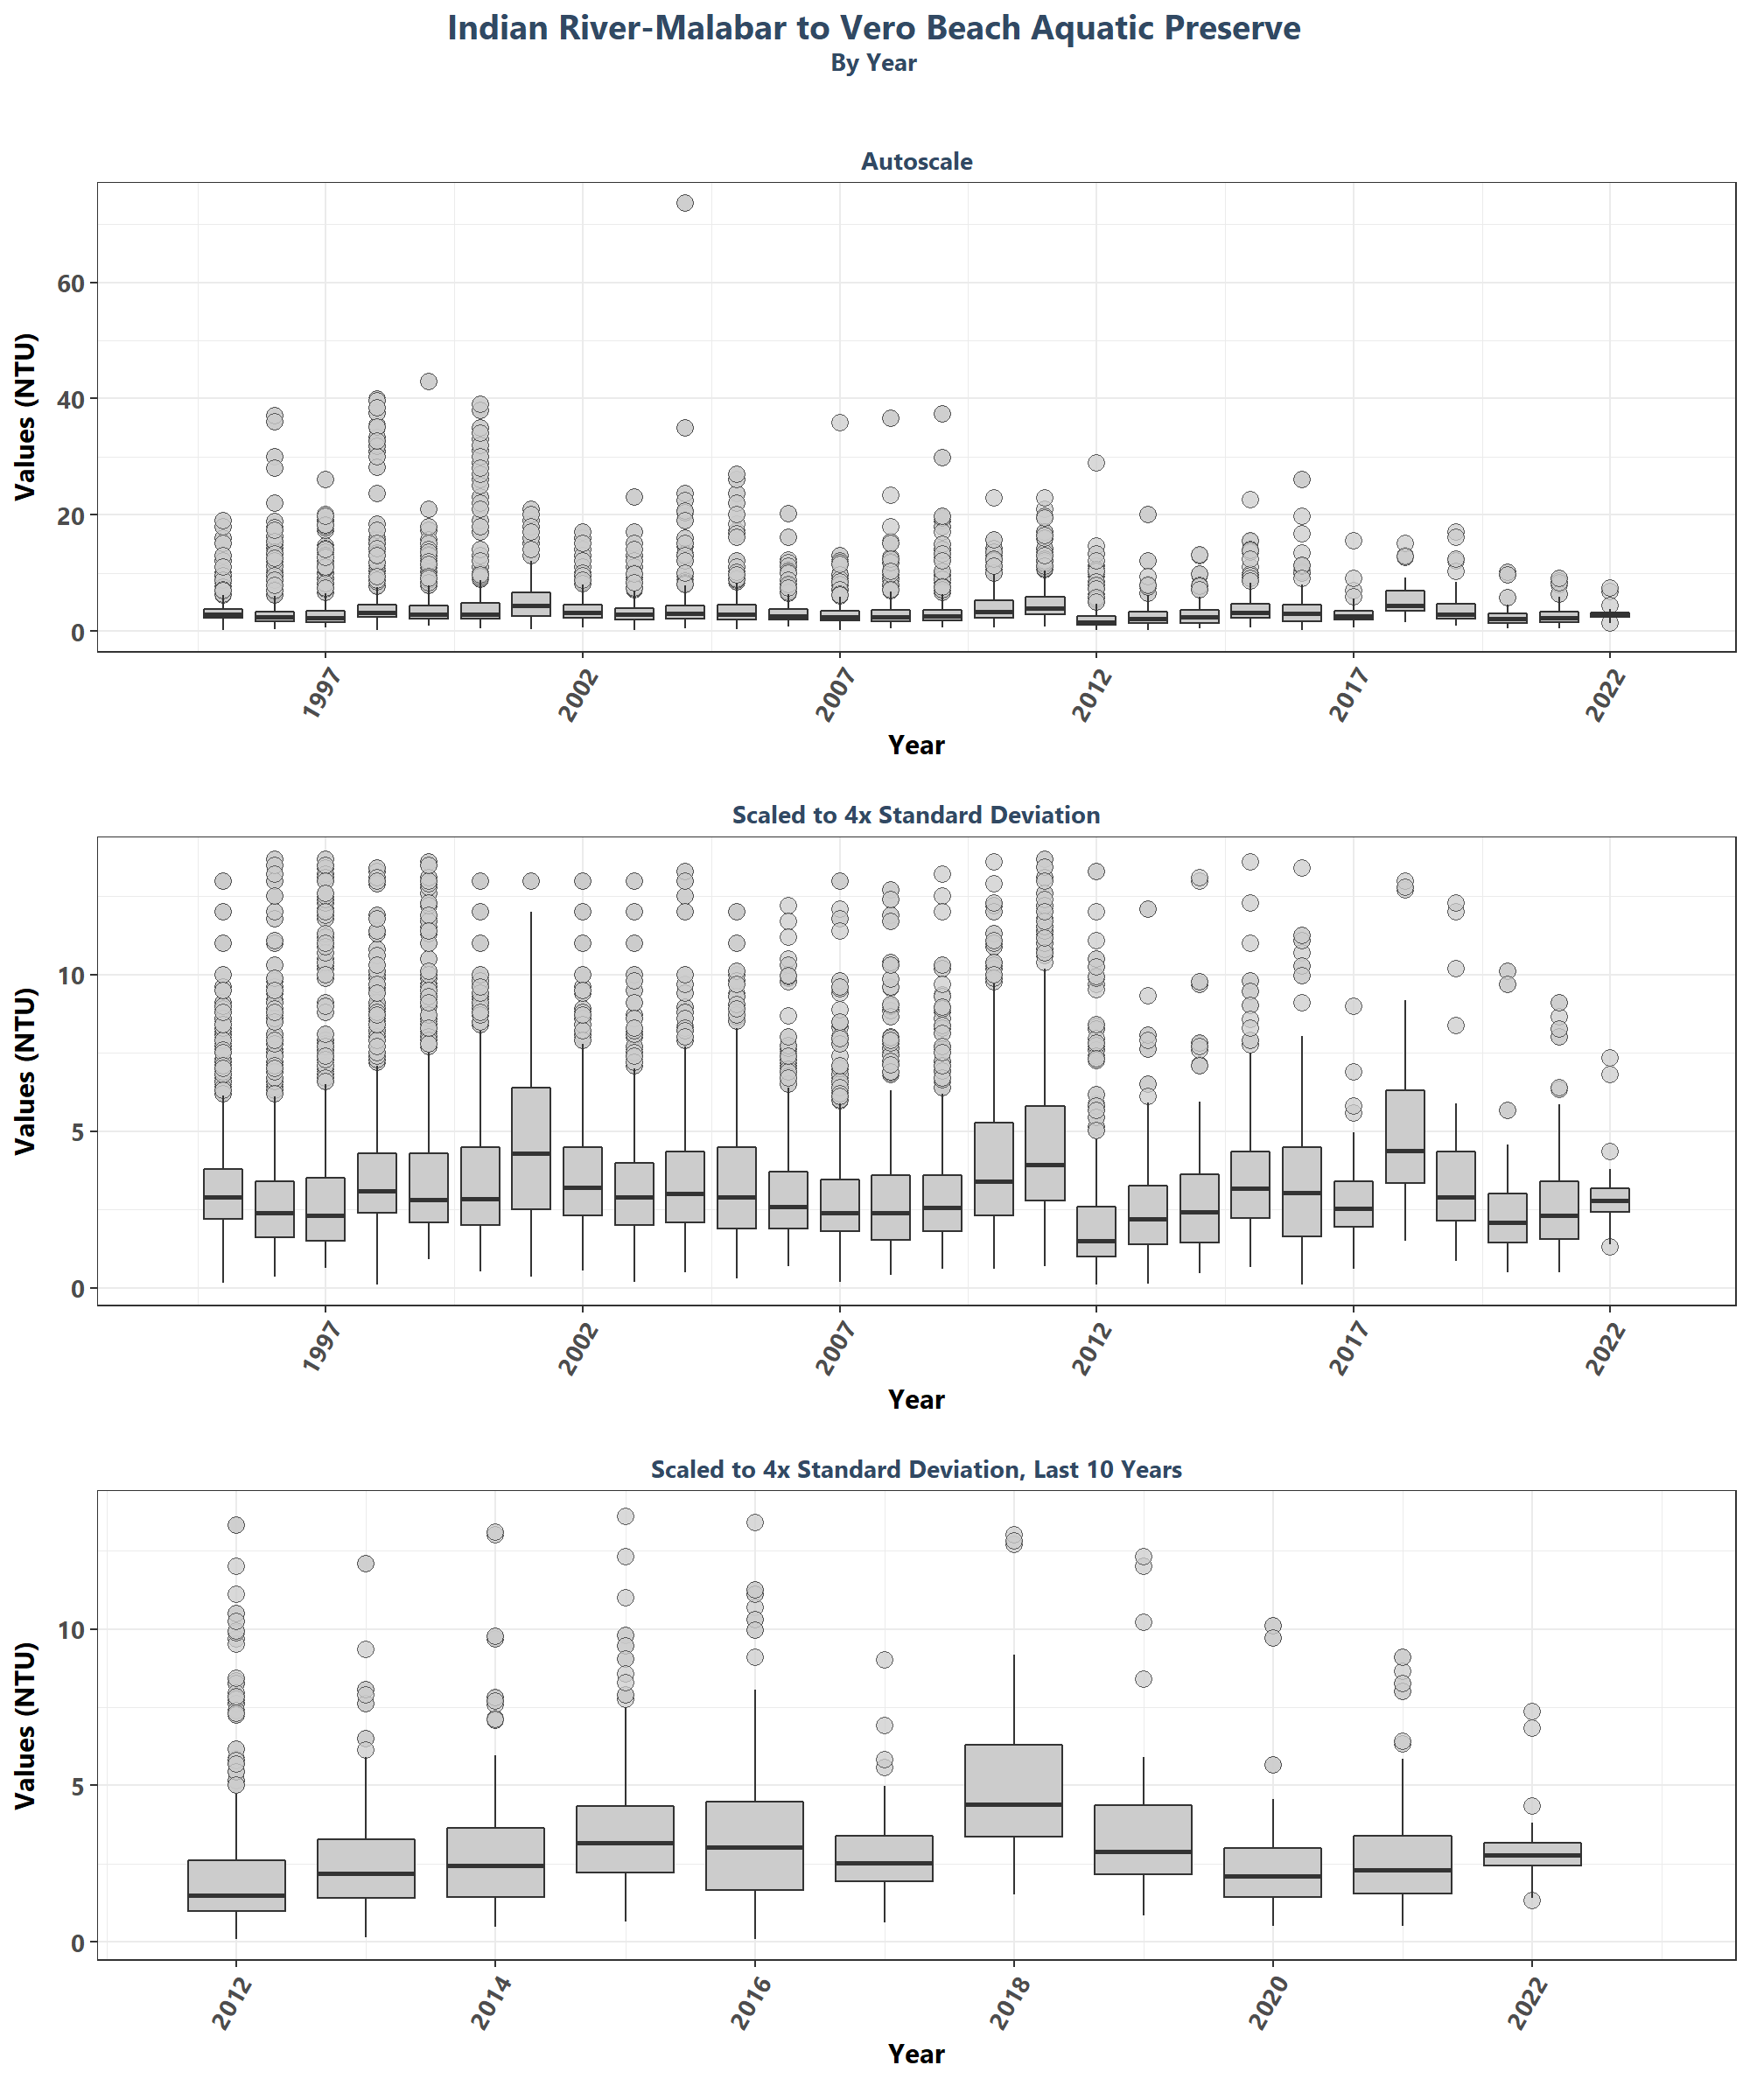 Indian River-Malabar to Vero Beach Aquatic Preserve
By Year
Autoscale
Values (NTU)
60
40
20
0
1997
2002
2007
2012
2017
2022
Year
Scaled to 4x Standard Deviation
Values (NTU)
10
5
0
1997
2002
2007
2012
2017
2022
Year
Scaled to 4x Standard Deviation, Last 10 Years
Values (NTU)
10
5
0
2012
2014
2016
2018
2020
2022
Year